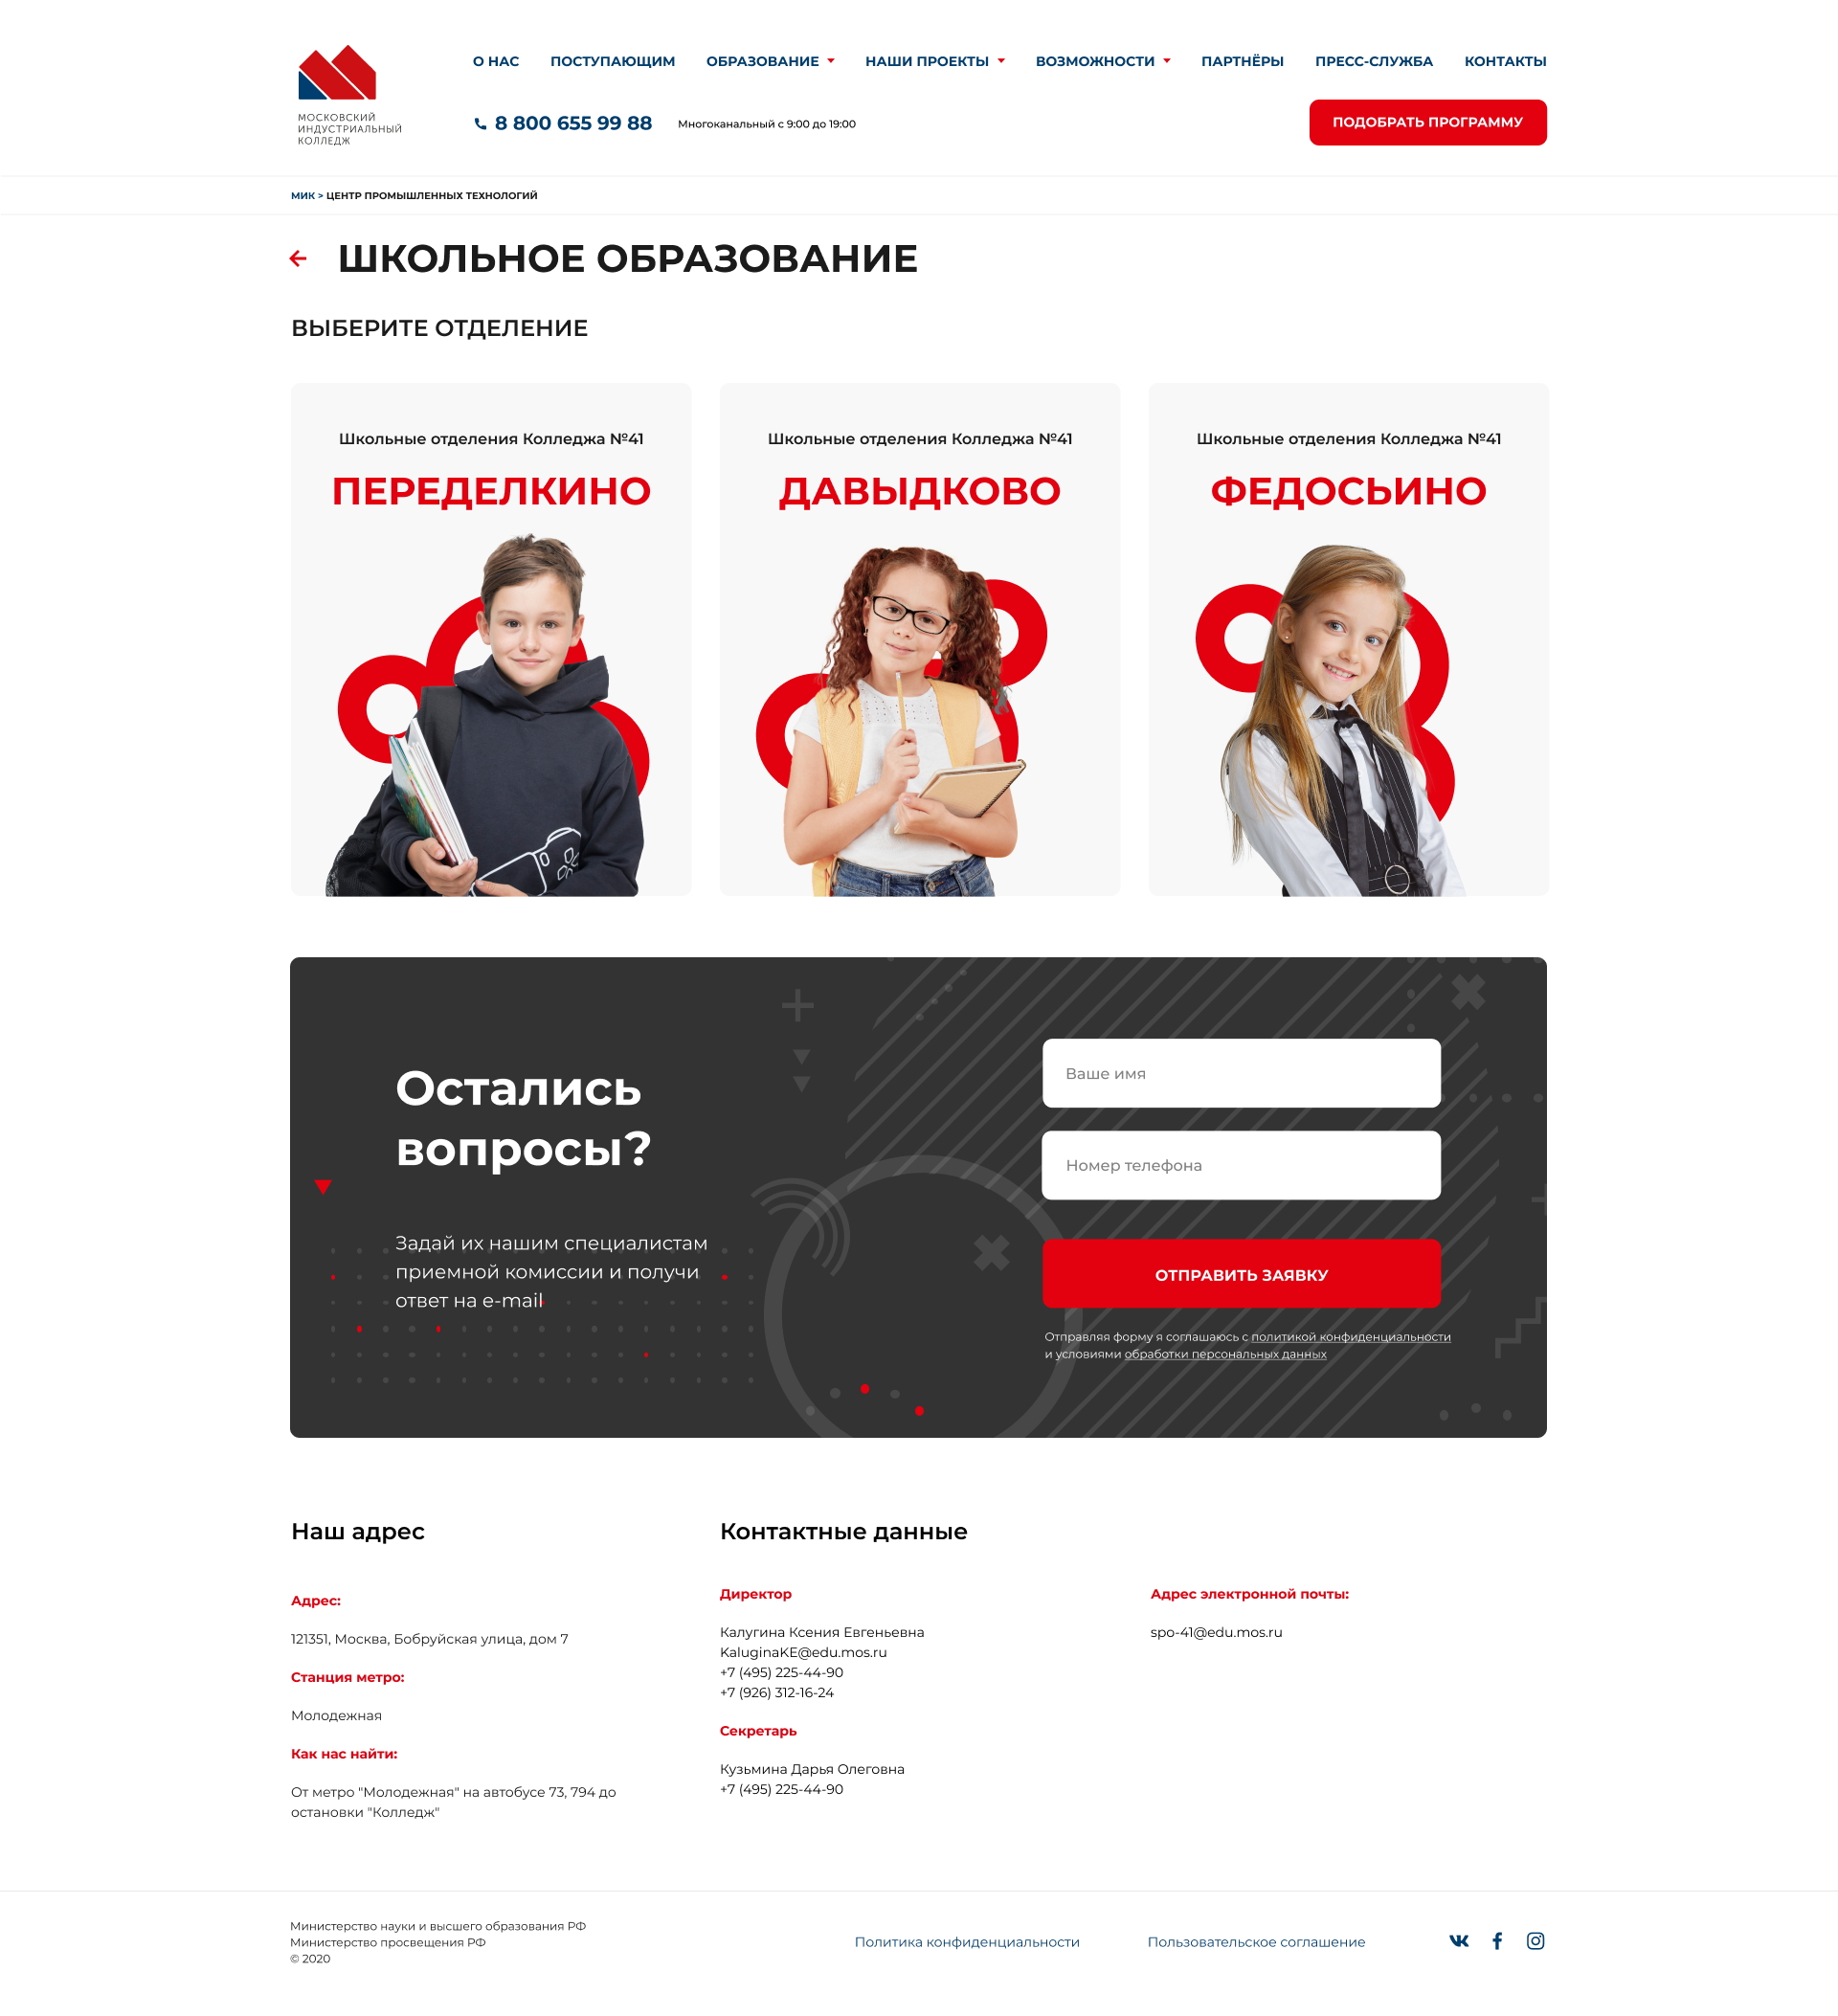 МОСКОВСКИЙ
ИНДУСТРИАЛЬНЫЙ
КОЛЛЕДЖ
О НАС ПОСТУПАЮЩИМ ОБРАЗОВАНИЕ НАШИ ПРОЕКТЫ ВОЗМОЖНОСТИ ПАРТНЁРЫ ПРЕСС-СЛУЖБА КОНТАКТЫ
8 800 655 99 88 Многоканальный с 9:00 до 19:00 ПОДОБРАТЬ ПРОГРАММУ
МИК > ЦЕНТР ПРОМЫШЛЕННЫХ ТЕХНОЛОГИЙ
ШКОЛЬНОЕ ОБРАЗОВАНИЕ
ВЫБЕРИТЕ ОТДЕЛЕНИЕ
Школьные отделения Колледжа №41
ПЕРЕДЕЛКИНО
Школьные отделения Колледжа №41
ДАВЫДКОВО
Школьные отделения Колледжа №41
ФЕДОСЬИНО
Остались
вопросы?
Задай их нашим специалистам
приемной комиссии и получи
ответ на e-mail
Ваше имя
Номер телефона
ОТПРАВИТЬ ЗАЯВКУ
Отправляя форму я соглашаюсь с политикой конфиденциальности
и условиями обработки персональных данных
Наш адрес
Адрес:
121351, Москва, Бобруйская улица, дом 7
Станция метро:
Молодежная
Как нас найти:
От метро "Молодежная" на автобусе 73, 794 до
остановки "Колледж"
Контактные данные
Директор
Калугина Ксения Евгеньевна
KaluginaKE@edu.mos.ru
+7 (495) 225-44-90
+7 (926) 312-16-24
Секретарь
Кузьмина Дарья Олеговна
+7 (495) 225-44-90
Адрес электронной почты:
spo-41@edu.mos.ru
Министерство науки и высшего образования РФ
Министерство просвещения РФ
© 2020
Политика конфиденциальности Пользовательское соглашение